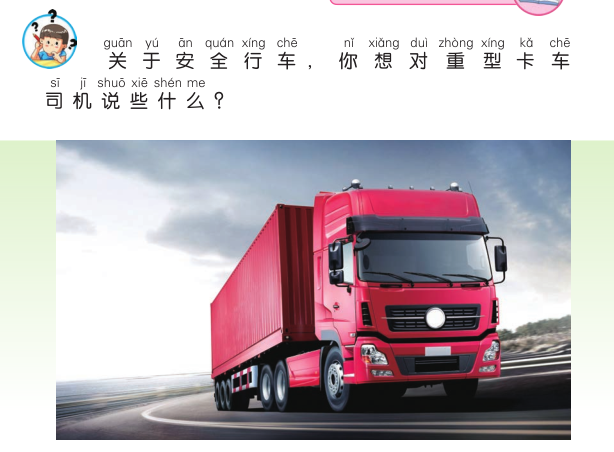 guān yú ān quán xíng chē nǐ xiǎng duì zhòng xíng kǎ chē
关于安全行车，你想对重型卡车
sī jī shuō xiē shén me
司机说些什么？